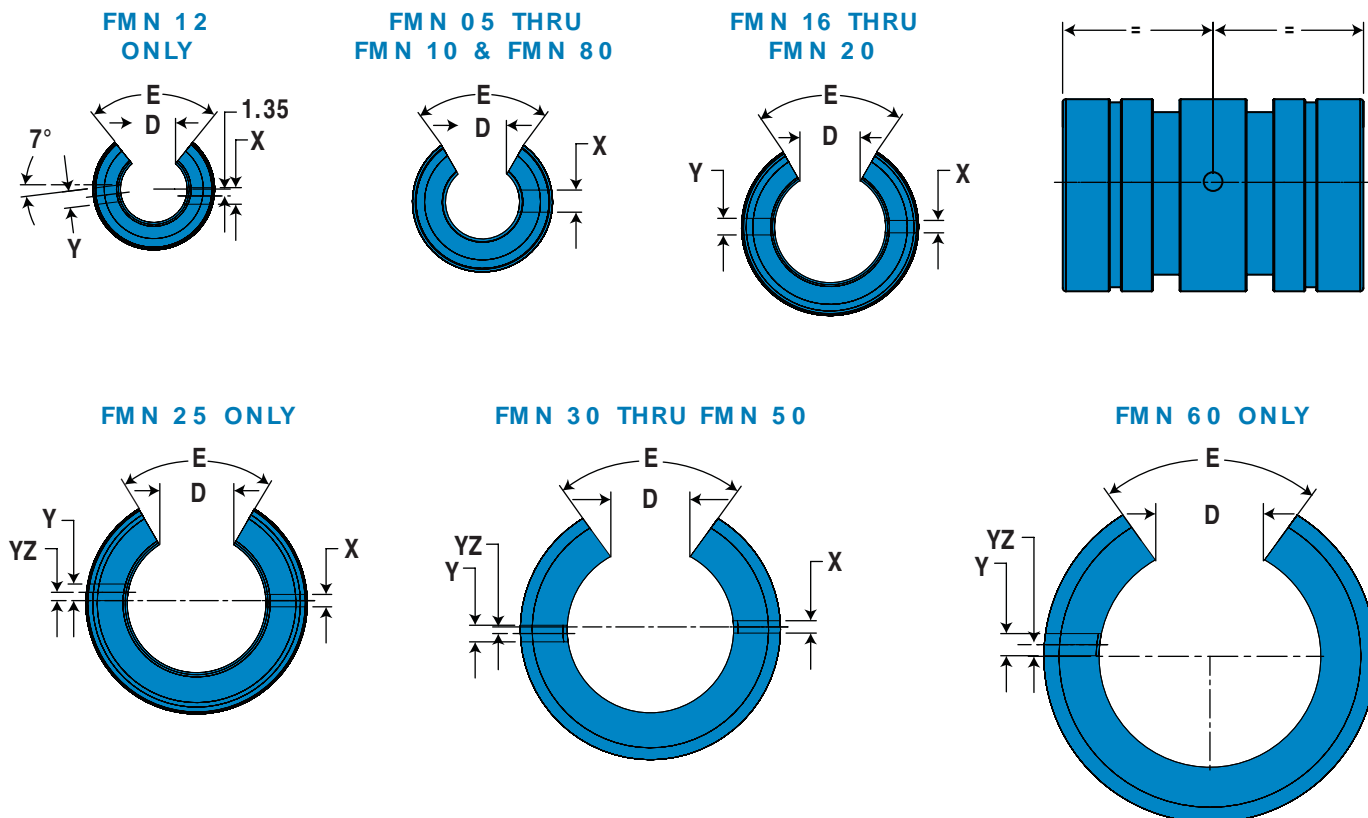 FMN 12
ONLY
E
D
1.35
X
7°
Y
FMN 05 THRU
FMN 10 & FMN 80
E
D
X
FMN 16 THRU
FMN 20
E
D
Y
X
=
=
FMN 25 ONLY
E
D
Y
YZ
X
FMN 30 THRU FMN 50
E
D
YZ
Y
X
FMN 60 ONLY
E
D
YZ
Y